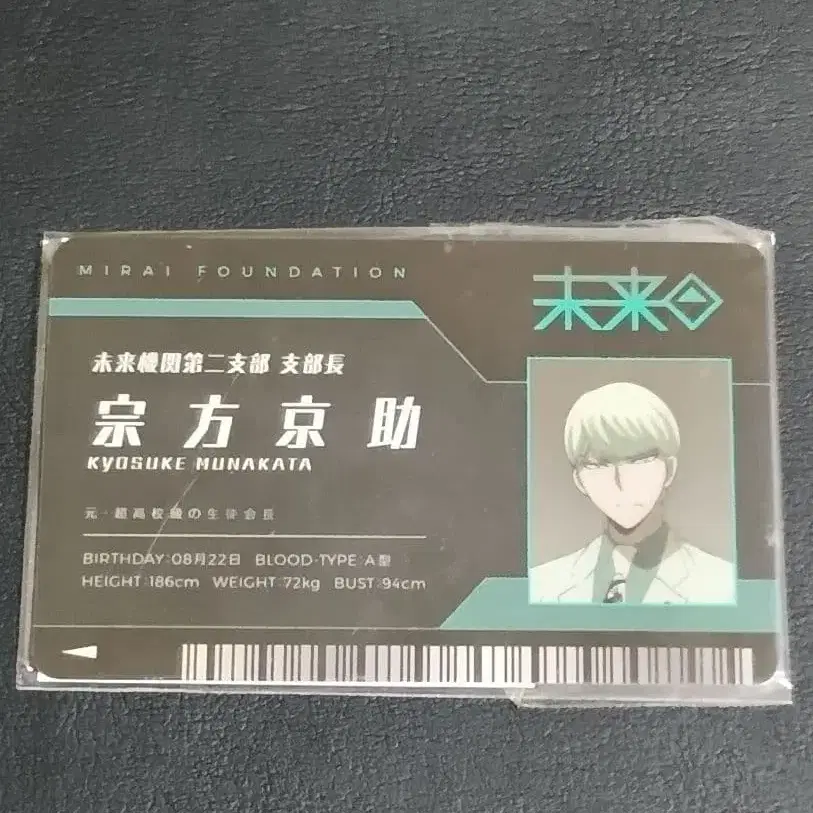 MIRAI FOUNDATION
未来
未来機関第二支部 支部長
宗方京助
KYOSUKE MUNAKATA
元・超高校級の生徒会長
BIRTHDAY:08月22日 BLOOD-TYPE:A型
HEIGHT:186cm WEIGHT:72kg BUST:94cm